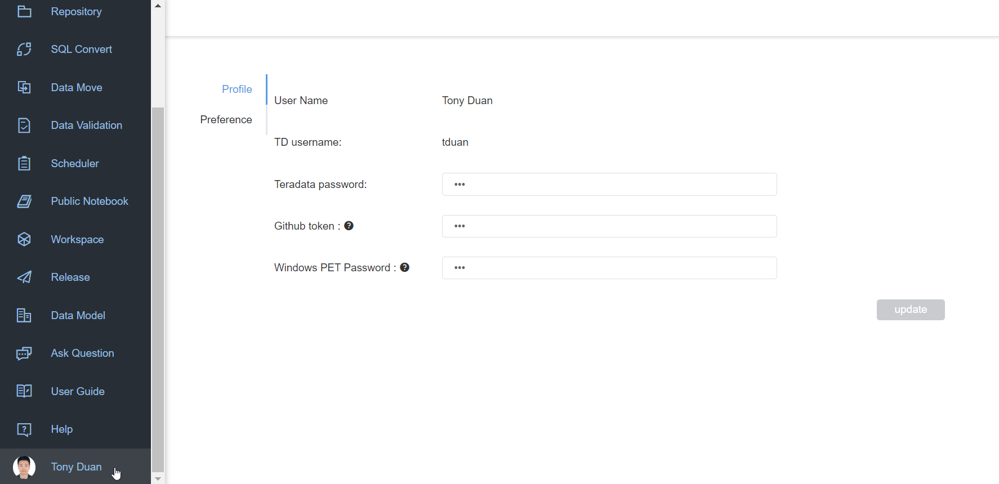 Repository
SQL Convert
Data Move
Data Validation
Scheduler
Public Notebook
Workspace
Release
Data Model
Ask Question
User Guide
Help
Tony Duan
Profile
Preference
User Name Tony Duan
TD username: tduan
Teradata password: •••
Github token : ? •••
Windows PET Password : ? •••
update